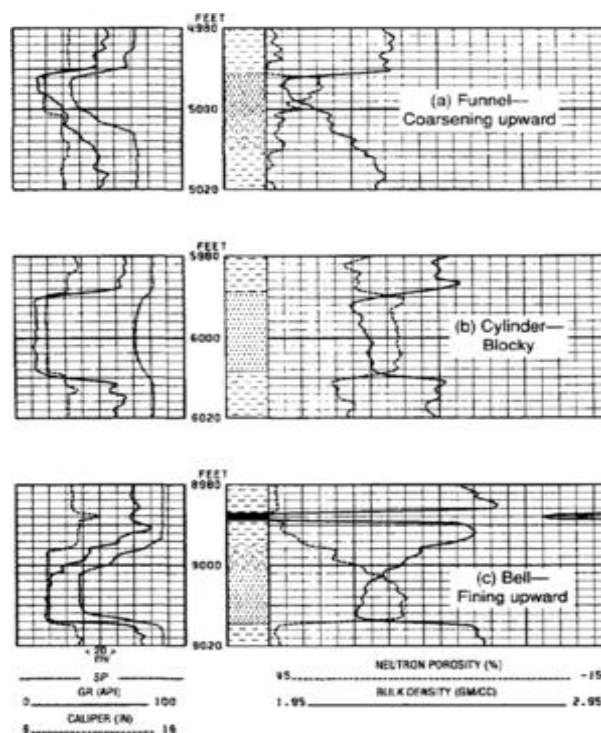 FEET
4980
5000
5020
(a) Funnel—
Coarsening upward
FEET
5980
6000
6020
(b) Cylinder—
Blocky
FEET
8980
9000
9020
(c) Bell—
Fining upward
< 20 >
mv
SP
GR (API)
0 100
CALIPER (IN)
6 16
NEUTRON POROSITY (%)
45 -15
BULK DENSITY (GM/CC)
1.95 2.95